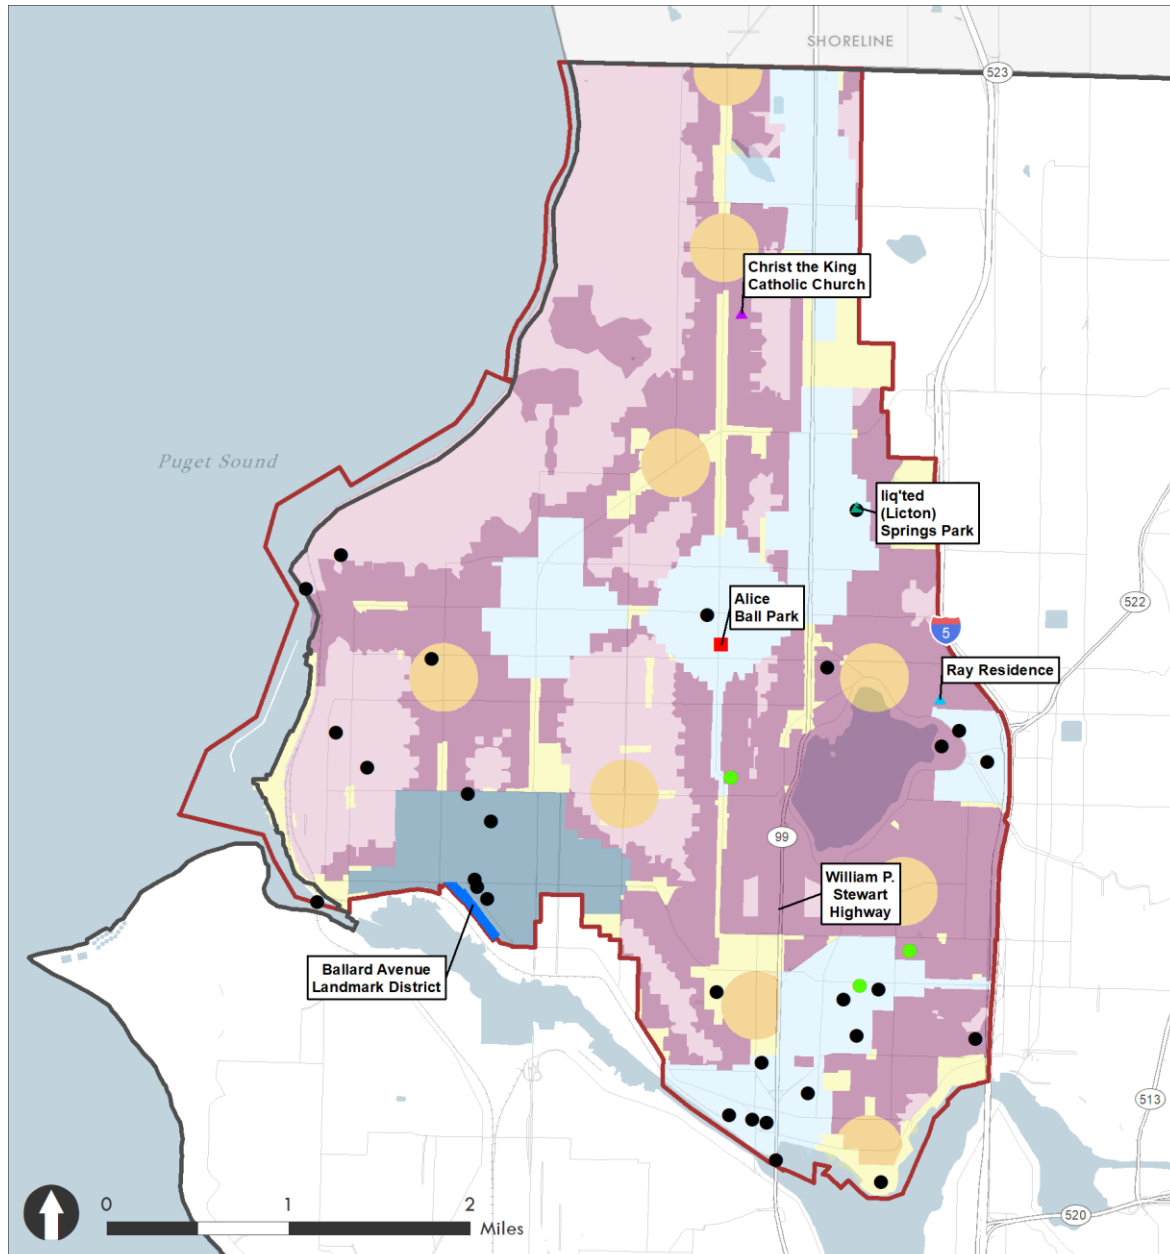 SHORELINE
523
Christ the King
Catholic Church
Puget Sound
liq'ted
(Licton)
Springs Park
Alice
Ball Park
522
5
Ray Residence
99
William P.
Stewart
Highway
Ballard Avenue
Landmark District
513
0 1 2
Miles
520